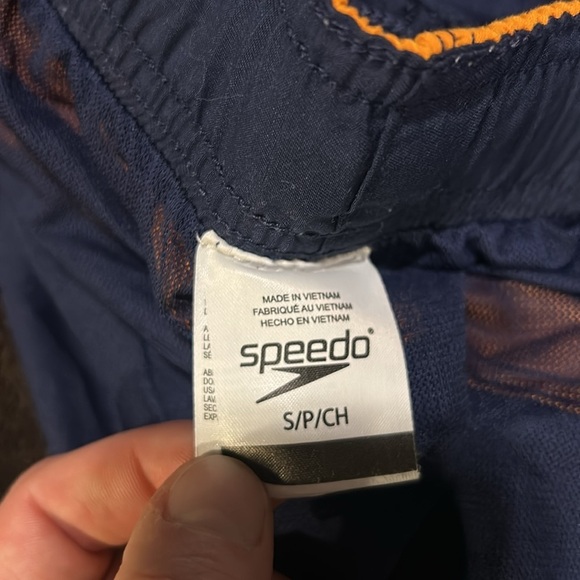 MADE IN VIETNAM
FABRIQUÉ AU VIETNAM
HECHO EN VIETNAM
speedo®
S/P/CH